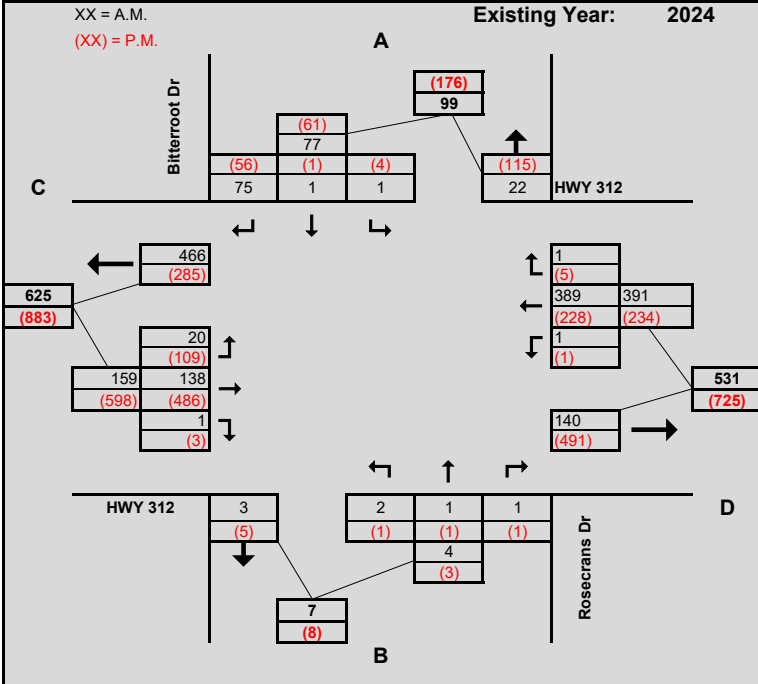 XX = A.M.
Existing Year: 2024
(XX) = P.M.
A
(176)
99
Bitterroot Dr
(61)
77
(56) (1) (4) (115)
75 1 1 22 HWY 312
C
466 1
(285) (5)
625 389 391
(883) (228) (234)
20 1
(109) (1)
159 138 531
(598) (486) (725)
1 140
(3) (491)
HWY 312 3 2 1 1 D
(5) (1) (1) (1)
Rosecrans Dr
4
(3)
7
(8)
B